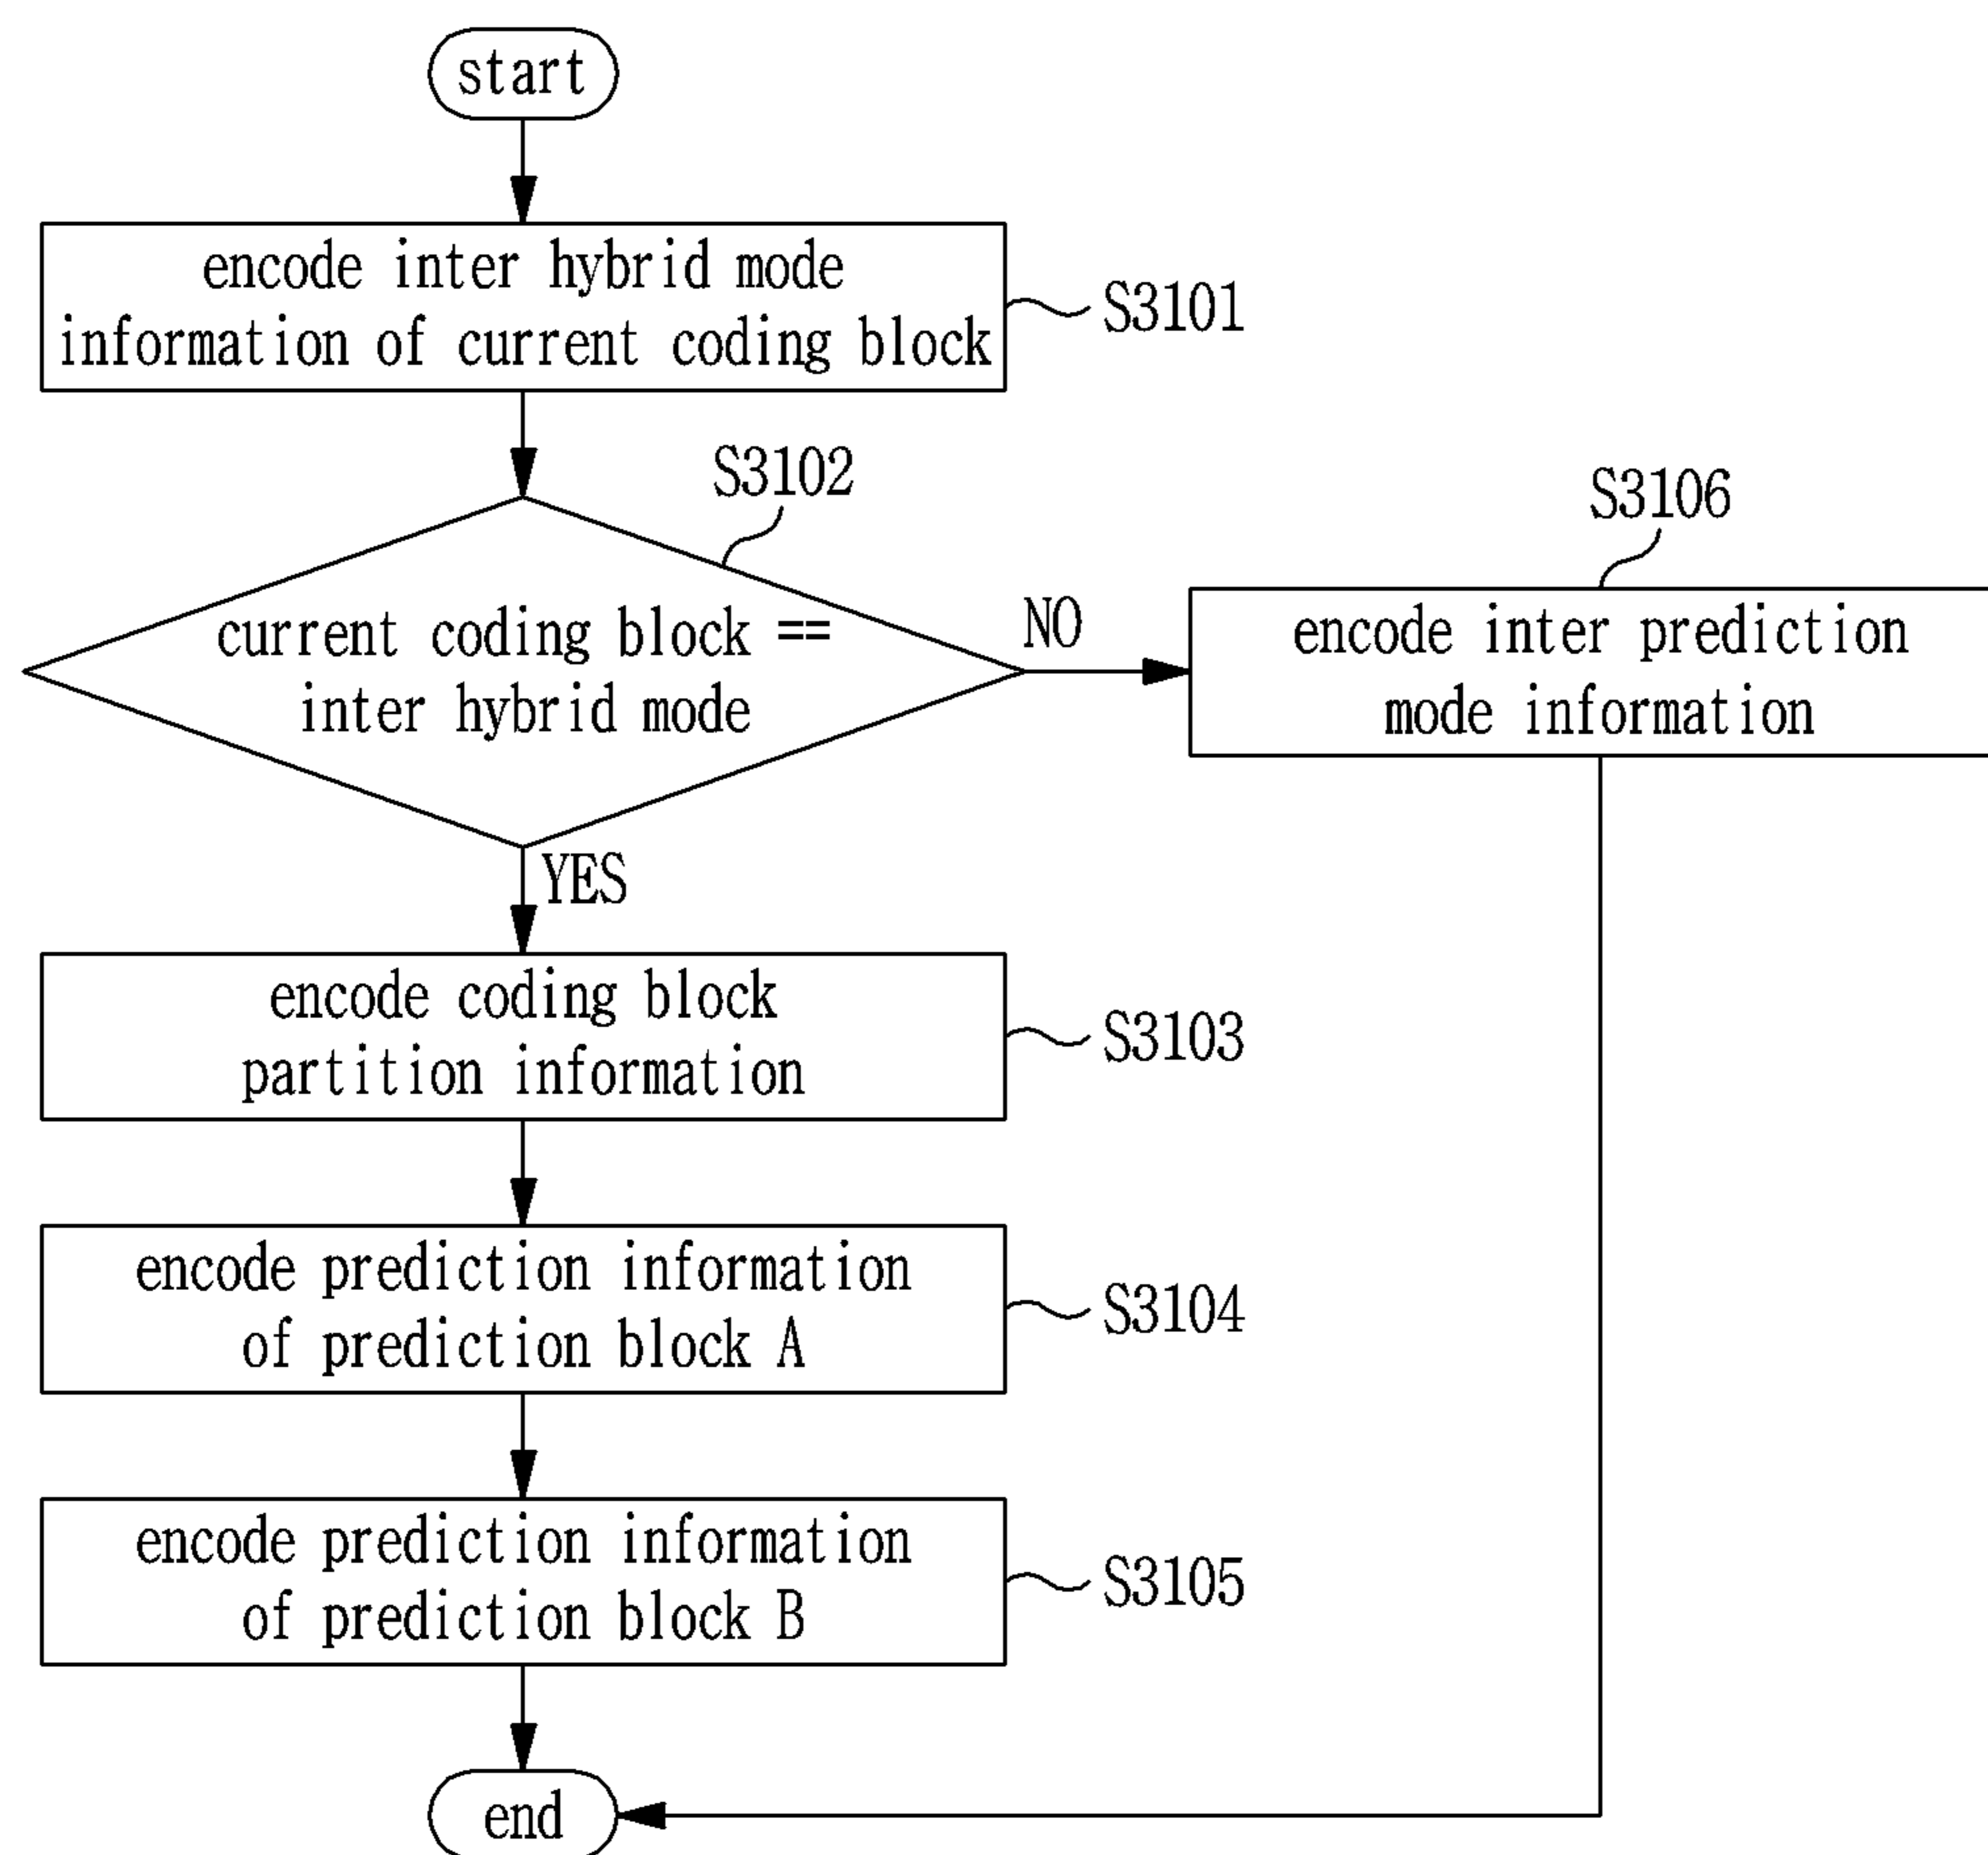 start
encode inter hybrid mode
information of current coding block
S3101
S3102
current coding block ==
inter hybrid mode
NO
S3106
encode inter prediction
mode information
YES
encode coding block
partition information
S3103
encode prediction information
of prediction block A
S3104
encode prediction information
of prediction block B
S3105
end